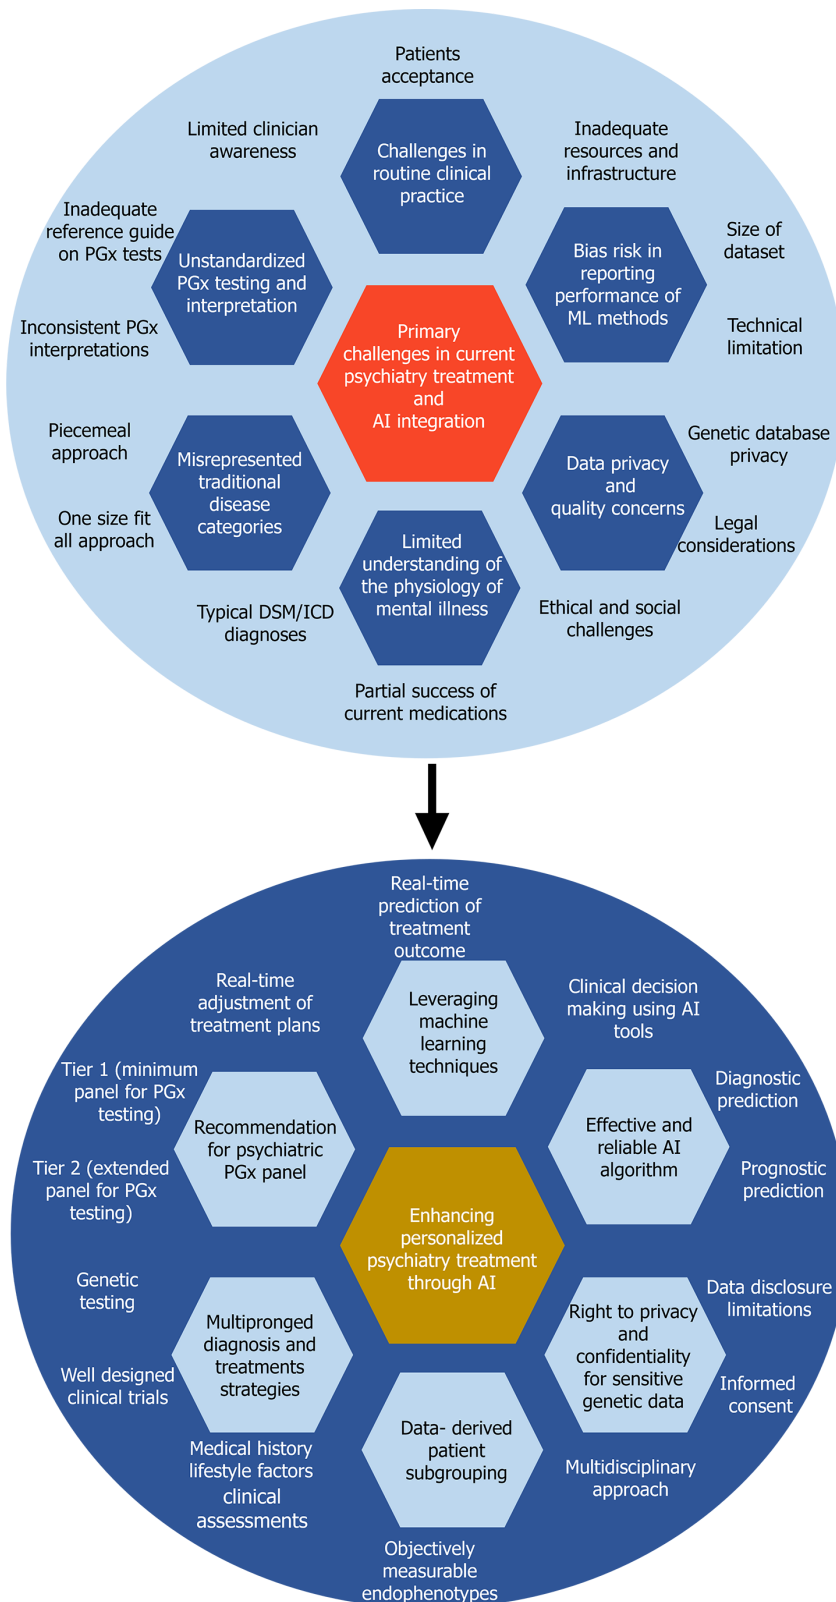 Patients
acceptance
Limited clinician
awareness
Challenges in
routine clinical
practice
Inadequate
resources and
infrastructure
Inadequate
reference guide
on PGx tests
Unstandardized
PGx testing and
interpretation
Bias risk in
reporting
performance of
ML methods
Size of
dataset
Inconsistent PGx
interpretations
Primary
challenges in current
psychiatry treatment
and
AI integration
Technical
limitation
Piecemeal
approach
Misrepresented
traditional
disease
categories
Data privacy
and
quality concerns
Genetic database
privacy
One size fit
all approach
Limited
understanding of
the physiology of
mental illness
Legal
considerations
Typical DSM/ICD
diagnoses
Ethical and social
challenges
Partial success of
current medications
Real-time
prediction of
treatment
outcome
Real-time
adjustment of
treatment plans
Leveraging
machine
learning
techniques
Clinical decision
making using AI
tools
Tier 1 (minimum
panel for PGx
testing)
Recommendation
for psychiatric
PGx panel
Effective and
reliable AI
algorithm
Diagnostic
prediction
Tier 2 (extended
panel for PGx
testing)
Enhancing
personalized
psychiatry treatment
through AI
Prognostic
prediction
Genetic
testing
Multipronged
diagnosis and
treatments
strategies
Right to privacy
and
confidentiality
for sensitive
genetic data
Data disclosure
limitations
Well designed
clinical trials
Informed
consent
Medical history
lifestyle factors
clinical
assessments
Data- derived
patient
subgrouping
Multidisciplinary
approach
Objectively
measurable
endophenotypes